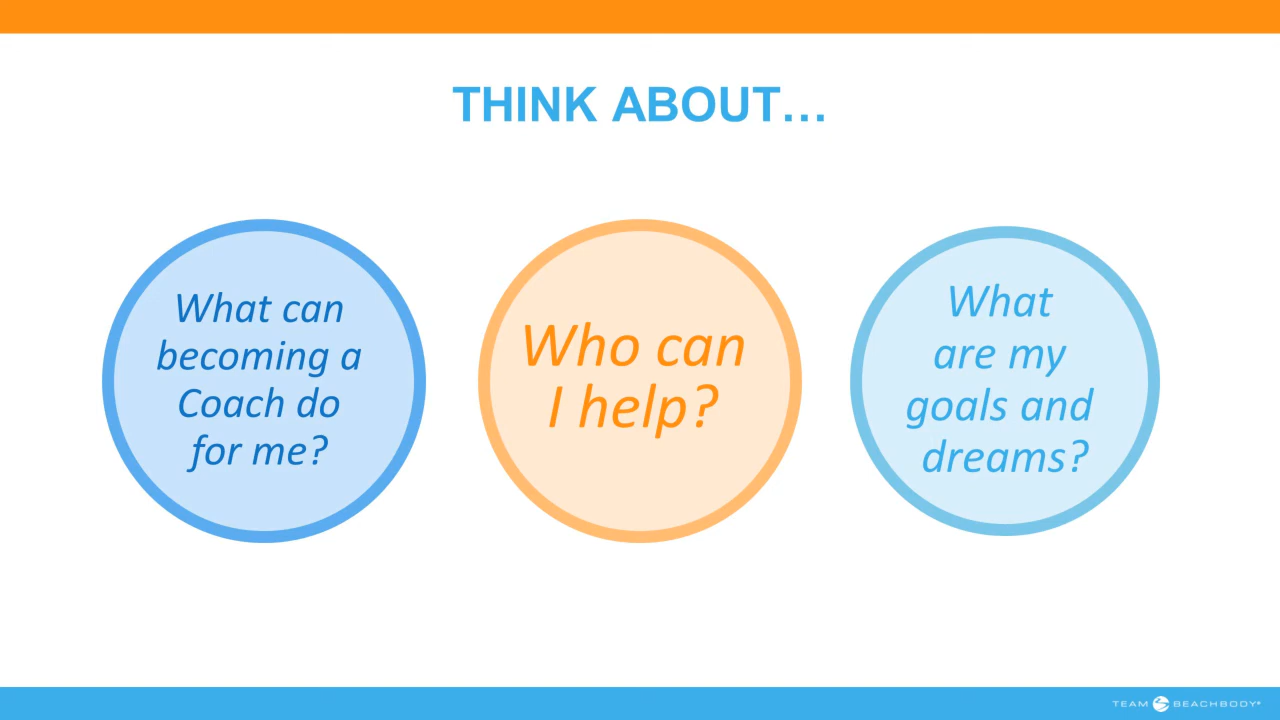 THINK ABOUT...
What can
becoming a
Coach do
for me?
Who can
I help?
What
are my
goals and
dreams?
TEAM BEACHBODY®